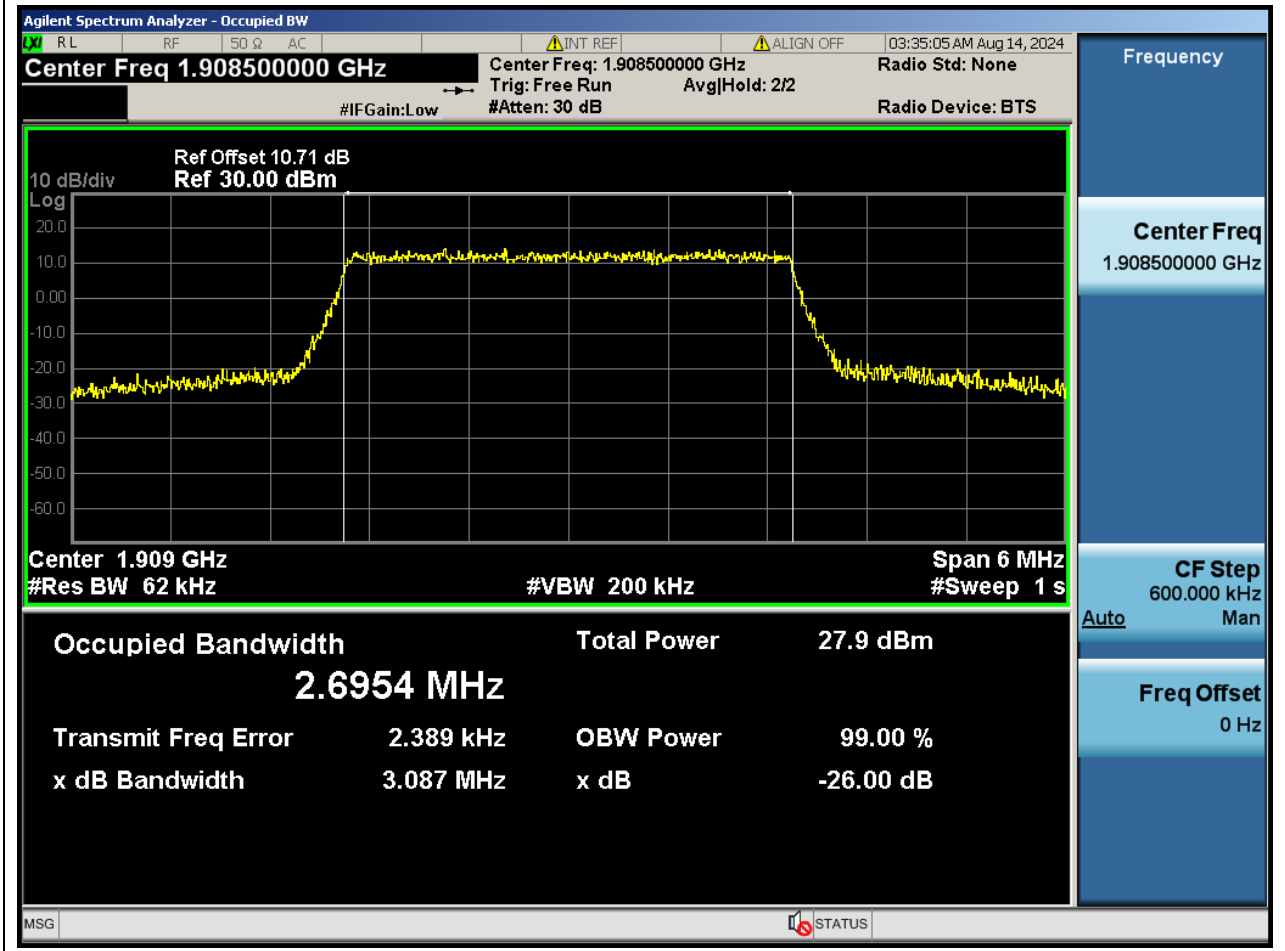 Agilent Spectrum Analyzer - Occupied BW
LXI RL RF 50 Ω AC INT REF ALIGN OFF 03:35:05 AM Aug 14, 2024
Center Freq 1.908500000 GHz
Center Freq: 1.908500000 GHz
Radio Std: None
Trig: Free Run Avg|Hold: 2/2
#IFGain:Low
#Atten: 30 dB
Radio Device: BTS
Ref Offset 10.71 dB
10 dB/div Ref 30.00 dBm
Log
20.0
10.0
0.00
-10.0
-20.0
-30.0
-40.0
-50.0
-60.0
Center 1.909 GHz Span 6 MHz
#Res BW 62 kHz #VBW 200 kHz #Sweep 1 s
Occupied Bandwidth Total Power 27.9 dBm
2.6954 MHz
Transmit Freq Error 2.389 kHz OBW Power 99.00 %
x dB Bandwidth 3.087 MHz x dB -26.00 dB
Frequency
Center Freq
1.908500000 GHz
CF Step
600.000 kHz
Auto Man
Freq Offset
0 Hz
MSG STATUS